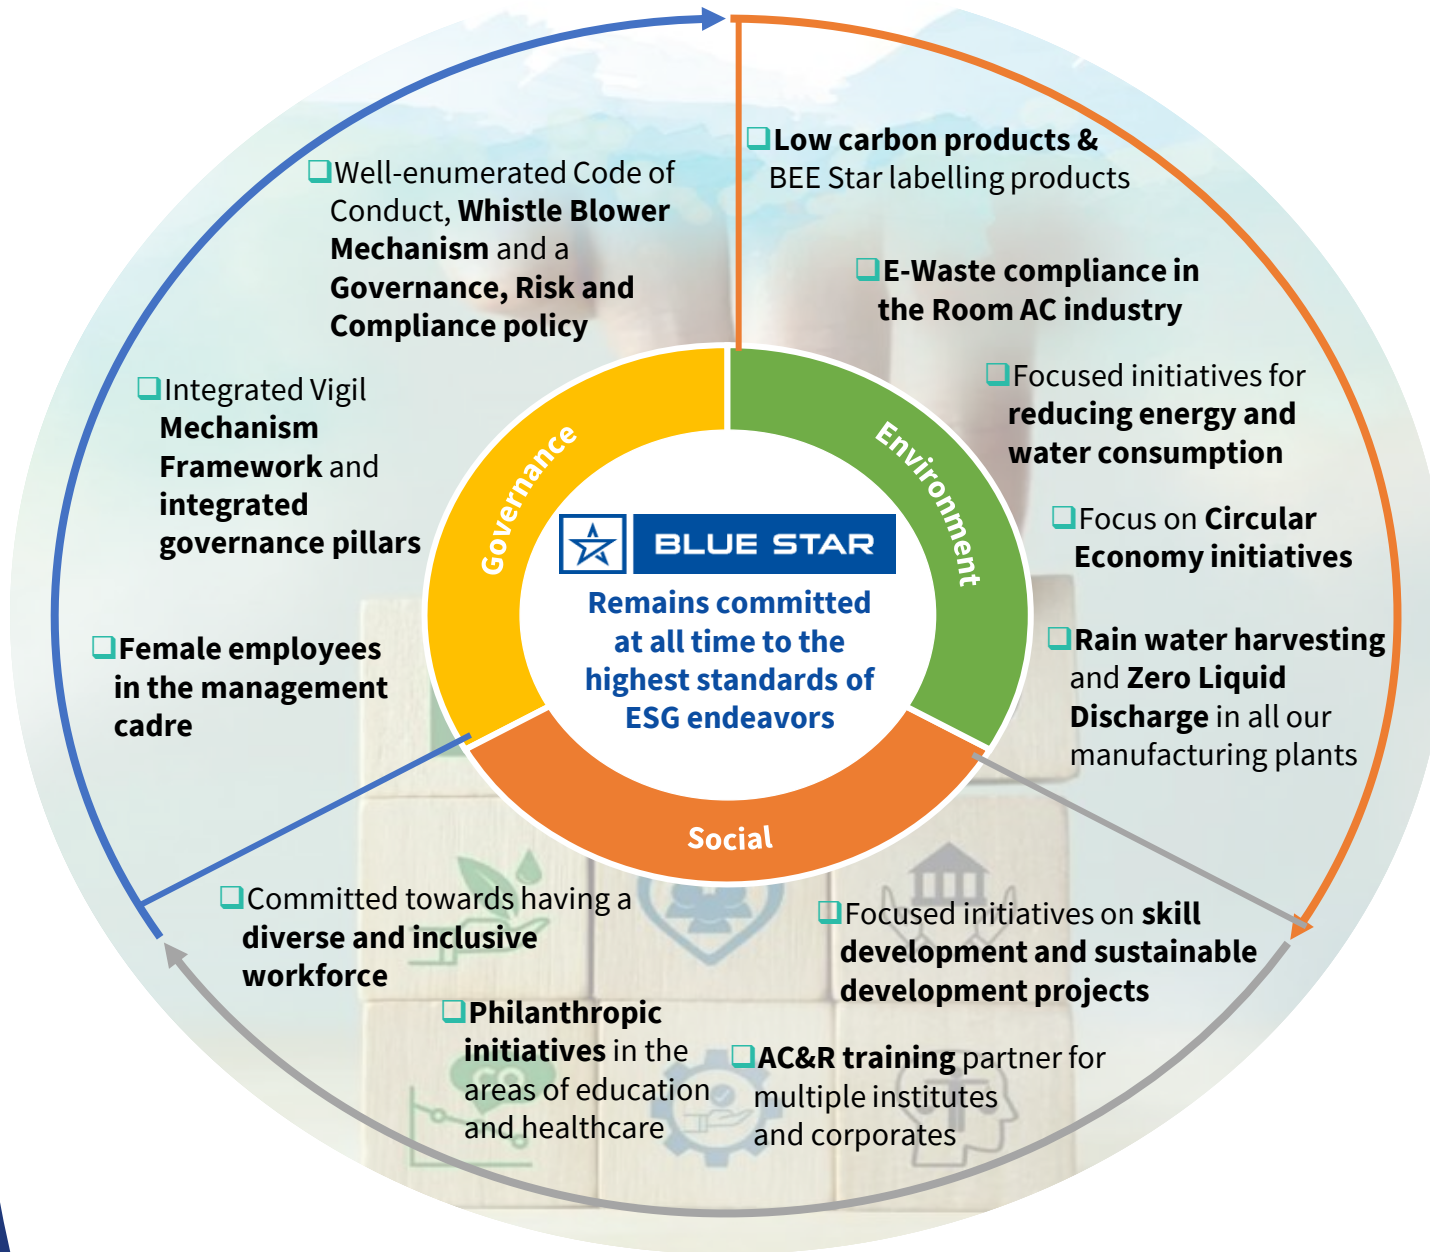 Low carbon products &
BEE Star labelling products
E-Waste compliance in
the Room AC industry
Focused initiatives for
reducing energy and
water consumption
Focus on Circular
Economy initiatives
Rain water harvesting
and Zero Liquid
Discharge in all our
manufacturing plants
Well-enumerated Code of
Conduct, Whistle Blower
Mechanism and a
Governance, Risk and
Compliance policy
Integrated Vigil
Mechanism
Framework and
integrated
governance pillars
Female employees
in the management
cadre
Governance
Environment
Social
BLUE STAR
Remains committed
at all time to the
highest standards of
ESG endeavors
Committed towards having a
diverse and inclusive
workforce
Philanthropic
initiatives in the
areas of education
and healthcare
AC&R training partner for
multiple institutes
and corporates
Focused initiatives on skill
development and sustainable
development projects